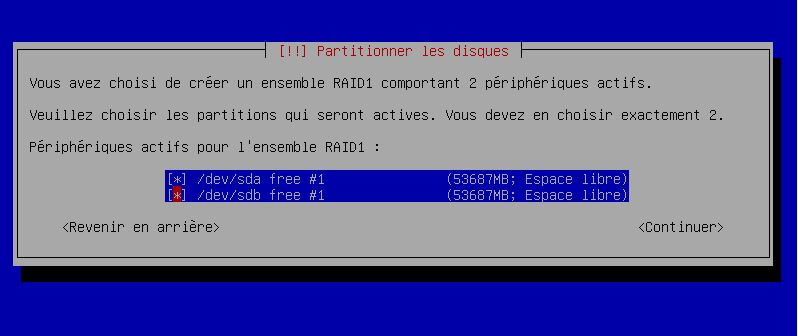 [!!] Partitionner les disques
Vous avez choisi de créer un ensemble RAID1 comportant 2 périphériques actifs.
Veuillez choisir les partitions qui seront actives. Vous devez en choisir exactement 2.
Périphériques actifs pour l'ensemble RAID1 :
[*] /dev/sda free #1 (53687MB; Espace libre)
[*] /dev/sdb free #1 (53687MB; Espace libre)
<Revenir en arrière> <Continuer>